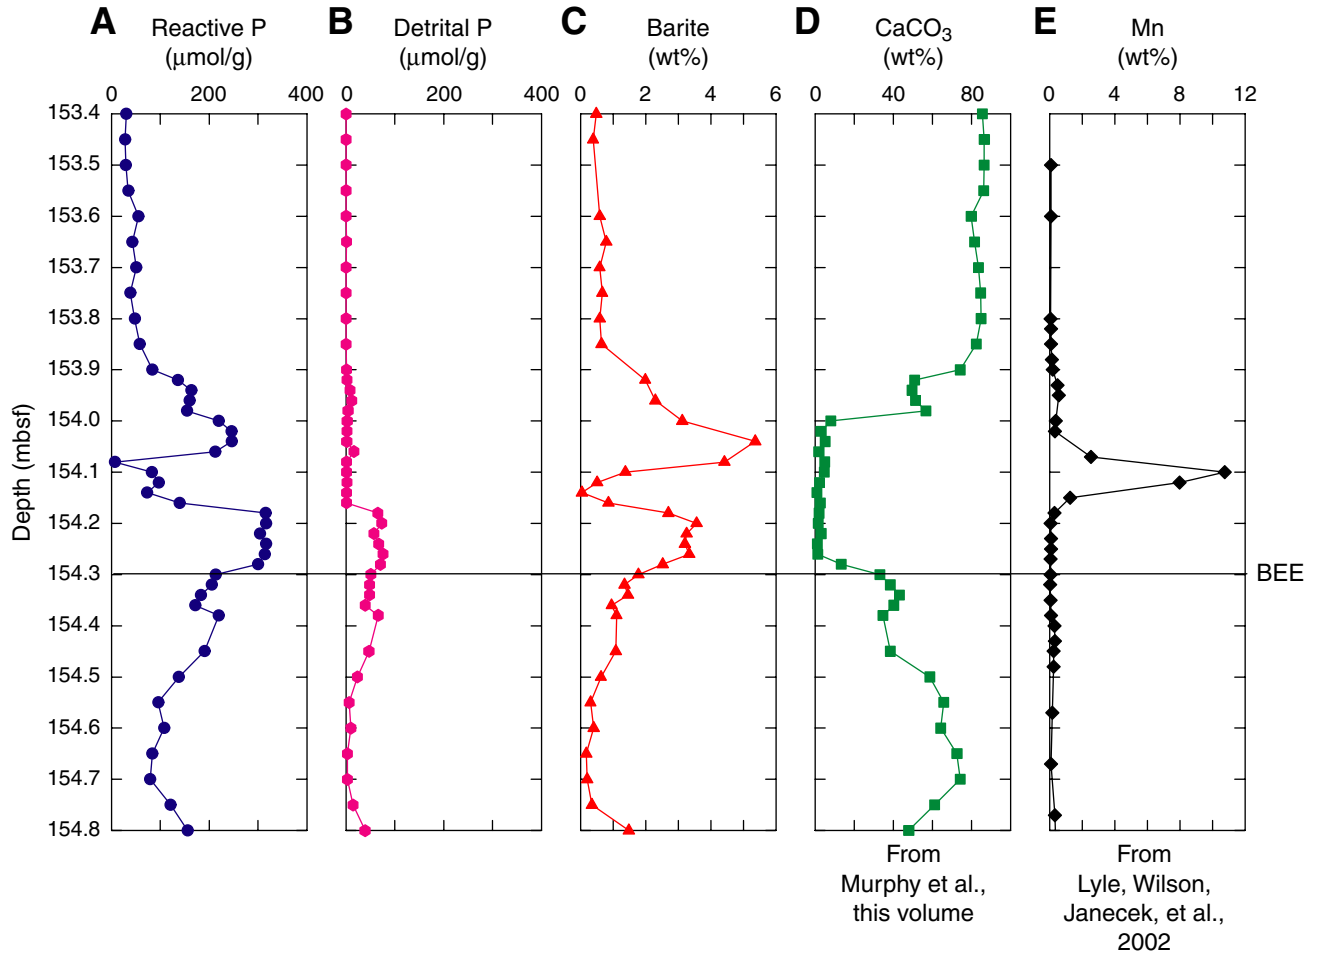 A Reactive P (μmol/g)
B Detrital P (μmol/g)
C Barite (wt%)
D CaCO3 (wt%)
E Mn (wt%)
0 200 400
0 200 400
0 2 4 6
0 40 80
0 4 8 12
Depth (mbsf)
153.4
153.5
153.6
153.7
153.8
153.9
154.0
154.1
154.2
154.3
BEE
154.4
154.5
154.6
154.7
154.8
From
Murphy et al.,
this volume
From
Lyle, Wilson,
Janecek, et al.,
2002